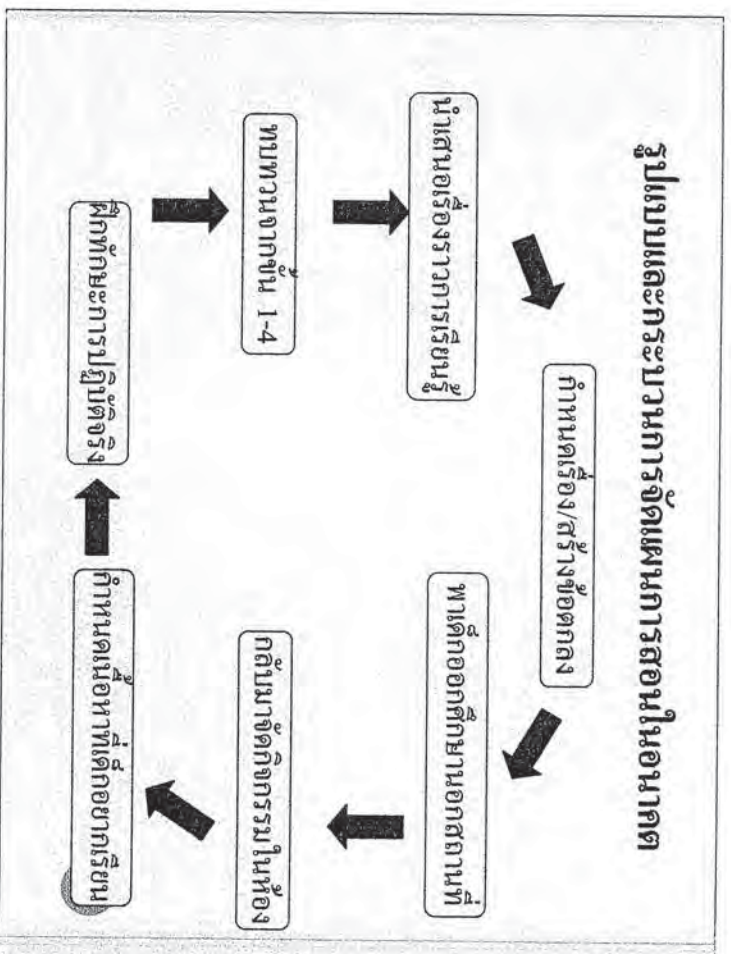 รูปแบบและกระบวนการจัดแผนการสอนในอนาคต
กำหนดเรื่อง/สร้างข้อตกลง
พาเด็กออกศึกษานอกสถานที่
กลับมาจัดกิจกรรมในห้อง
กำหนดเนื้อหาที่เด็กอยากเรียน
ฝึกทักษะการปฏิบัติจริง
ทบทวนจากขั้น 1-4
นำเสนอเรื่องราวการเรียนรู้